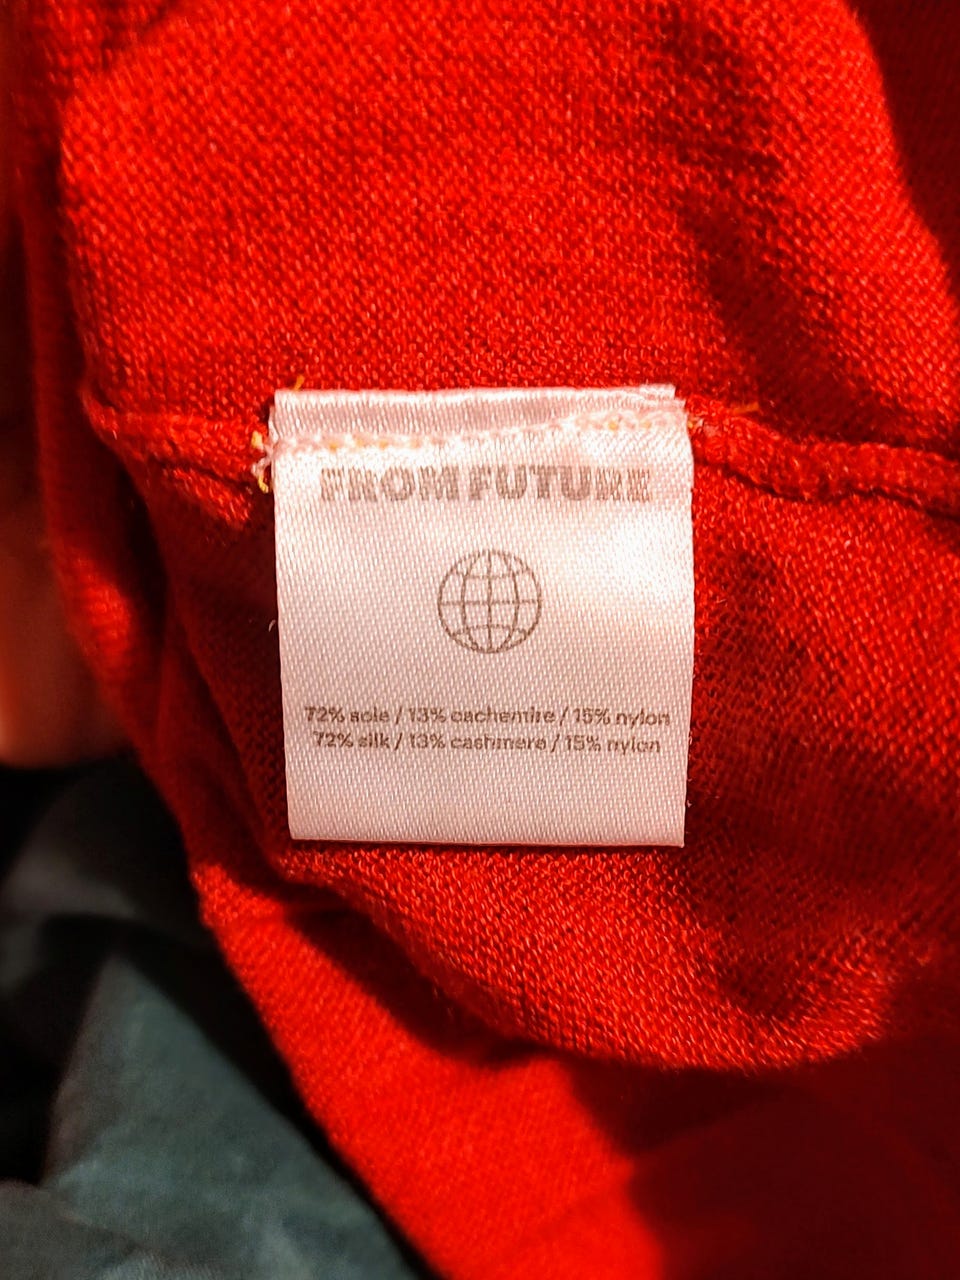 FROM FUTURE
72% soie / 13% cachemire / 15% nylon
72% silk / 13% cashmere / 15% nylon